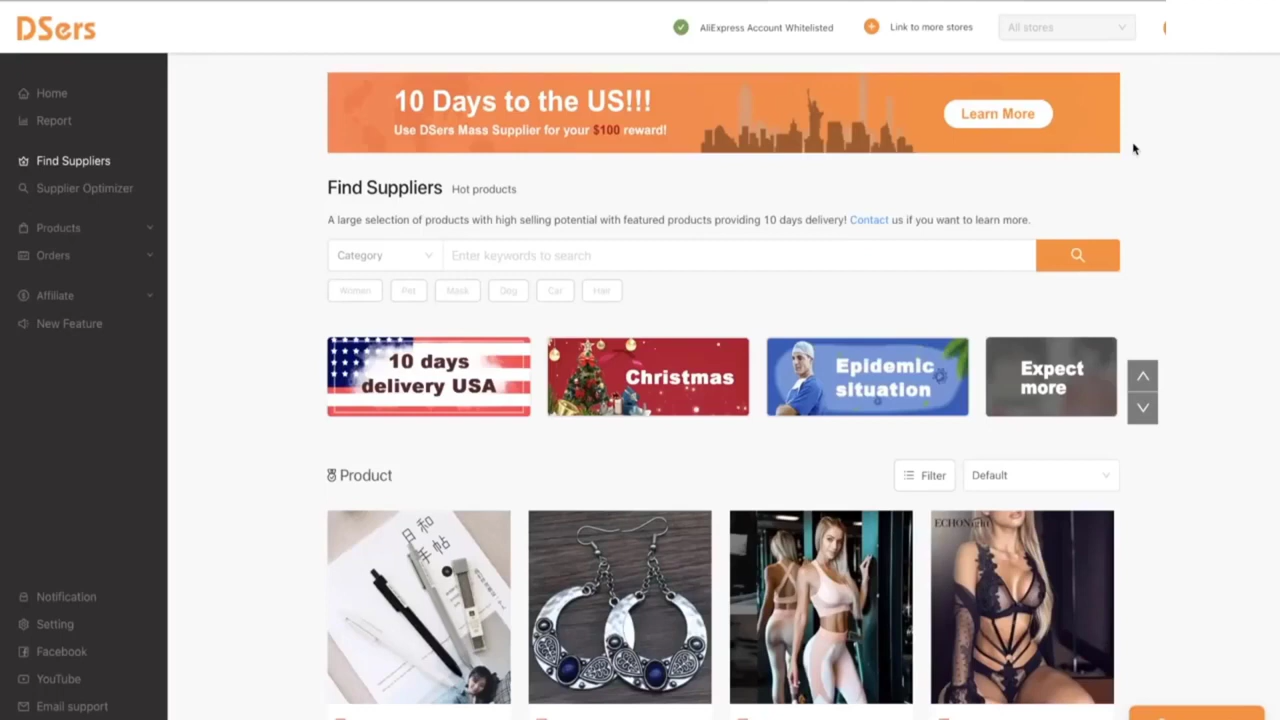 DSers
AliExpress Account Whitelisted
Link to more stores
All stores
Home
Report
Find Suppliers
Supplier Optimizer
Products
Orders
Affiliate
New Feature
Notification
Setting
Facebook
YouTube
Email support
10 Days to the US!!!
Use DSers Mass Supplier for your $100 reward!
Learn More
Find Suppliers Hot products
A large selection of products with high selling potential with featured products providing 10 days delivery! Contact us if you want to learn more.
Category
Enter keywords to search
Women Pet Mask Dog Car Hair
10 days
delivery USA
Christmas
Epidemic
situation
Expect
more
Product
Filter
Default
日和
手帖